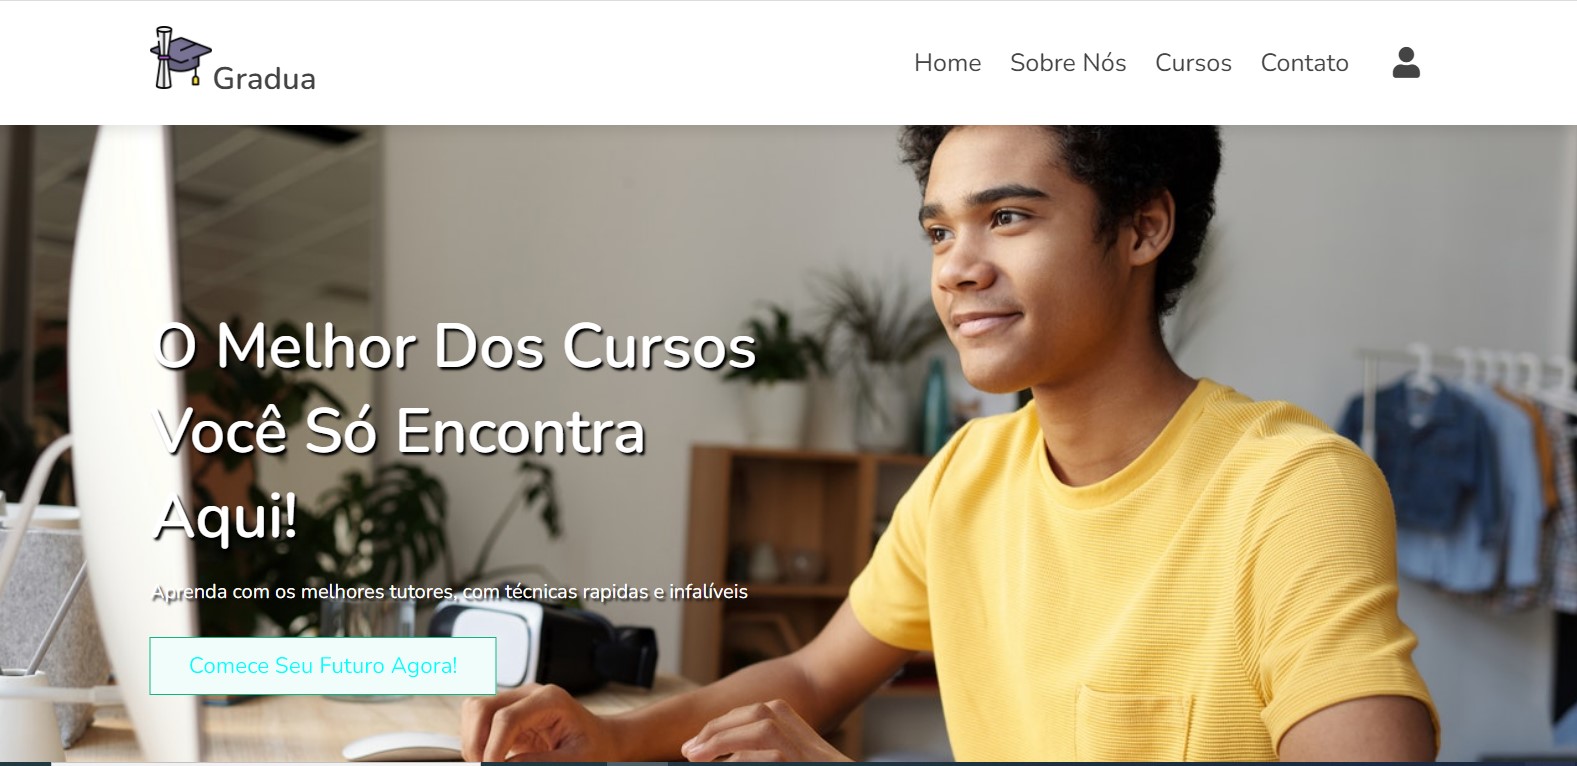 Gradua
Home Sobre Nós Cursos Contato
O Melhor Dos Cursos
Você Só Encontra
Aqui!
Aprenda com os melhores tutores, com técnicas rapidas e infalíveis
Comece Seu Futuro Agora!